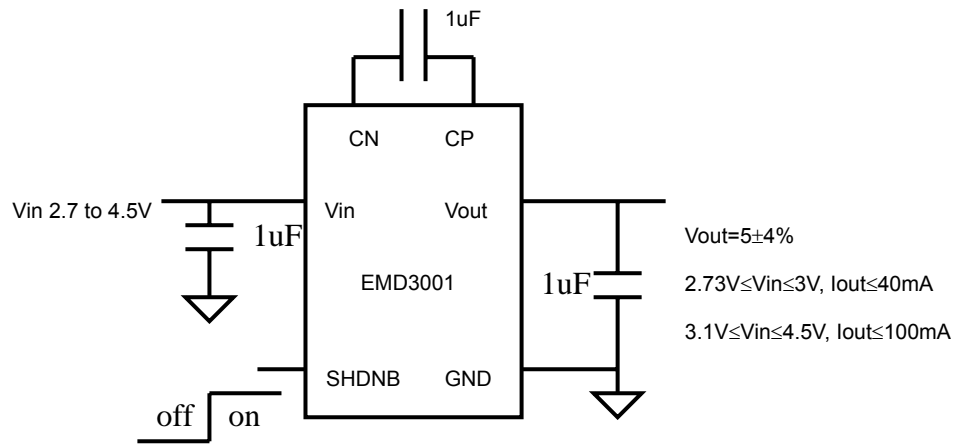 1uF
CN CP
Vin 2.7 to 4.5V
Vin Vout
1uF
Vout=5±4%
EMD3001
1uF
2.73V≤Vin≤3V, Iout≤40mA
3.1V≤Vin≤4.5V, Iout≤100mA
SHDNB GND
off on